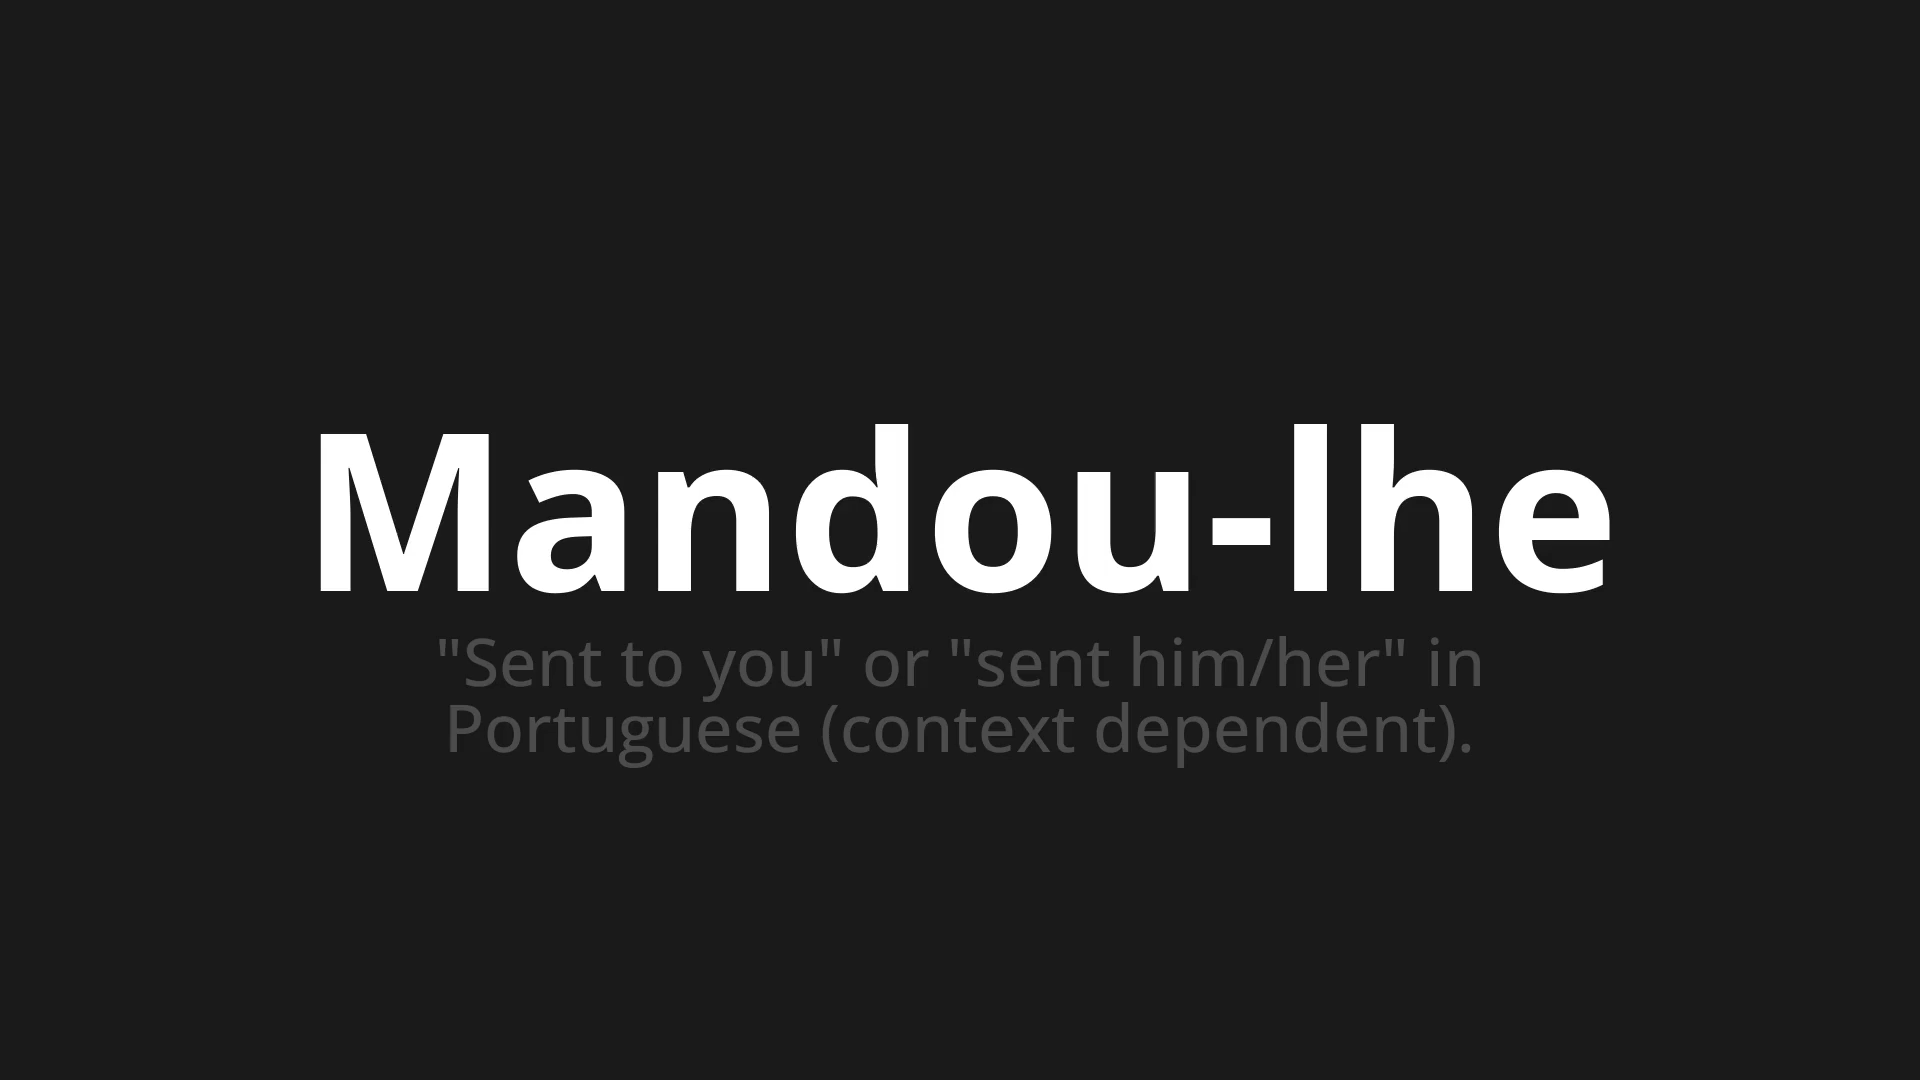 Mandou-lhe
"Sent to you" or "sent him/her" in
Portuguese (context dependent).